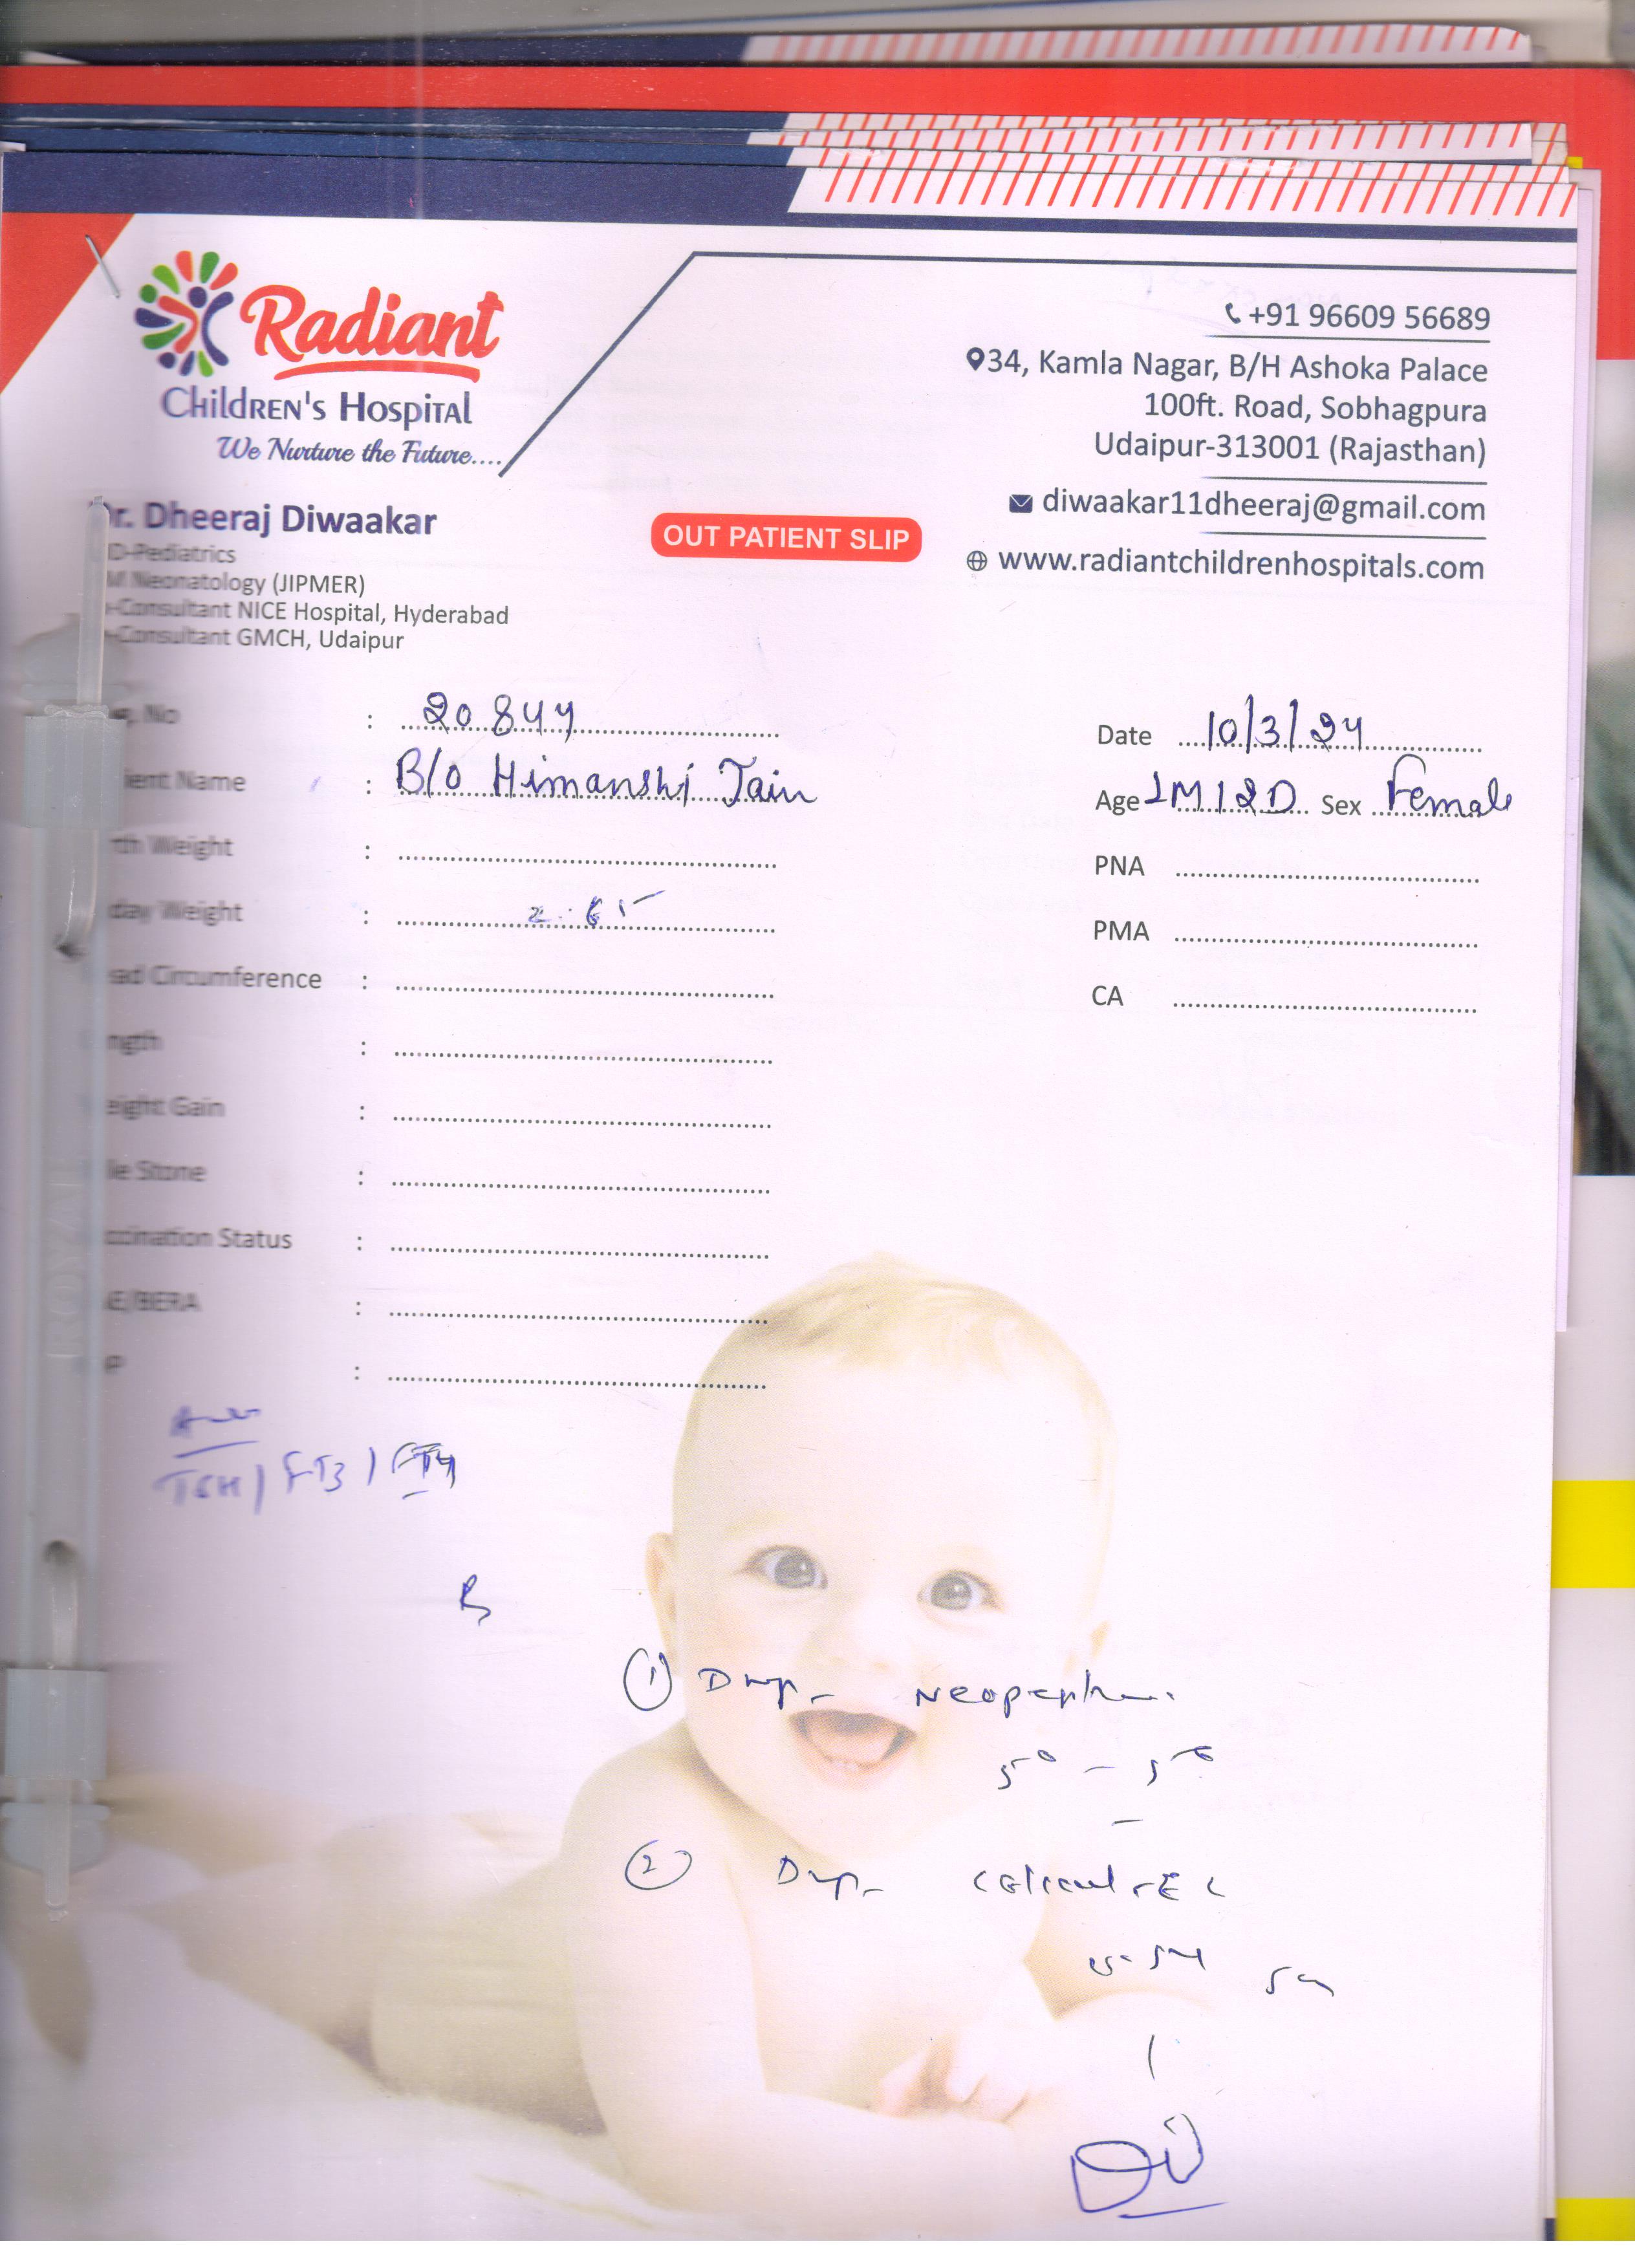 Radiant
Children's Hospital
We Nurture the Future....
+91 96609 56689
34, Kamla Nagar, B/H Ashoka Palace
100ft. Road, Sobhagpura
Udaipur-313001 (Rajasthan)
diwaakar11dheeraj@gmail.com
www.radiantchildrenhospitals.com
Dr. Dheeraj Diwaakar
D-Pediatrics
M Neonatology (JIPMER)
-Consultant NICE Hospital, Hyderabad
-Consultant GMCH, Udaipur
OUT PATIENT SLIP
No : 20844
Date 10/3/24
ient Name : B/O Himanshi Jain
Age 1M12D Sex Female
th Weight :
PNA
day Weight : 2.65
PMA
ad Circumference :
CA
ngth :
eight Gain :
le Stone :
ccination Status :
E/BERA :
P :
TSH / FT3 / FT4
①
②